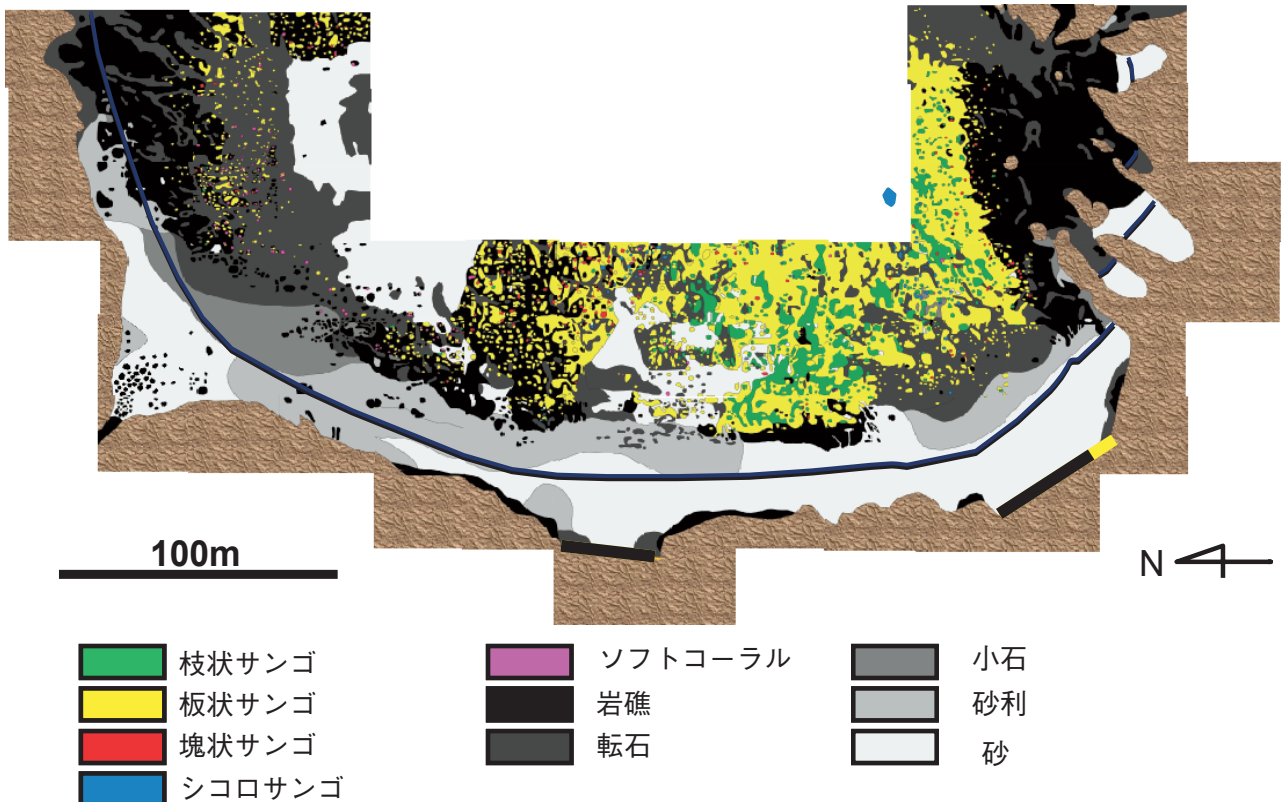 100m
N
枝状サンゴ
板状サンゴ
塊状サンゴ
シコロサンゴ
ソフトコーラル
岩礁
転石
小石
砂利
砂